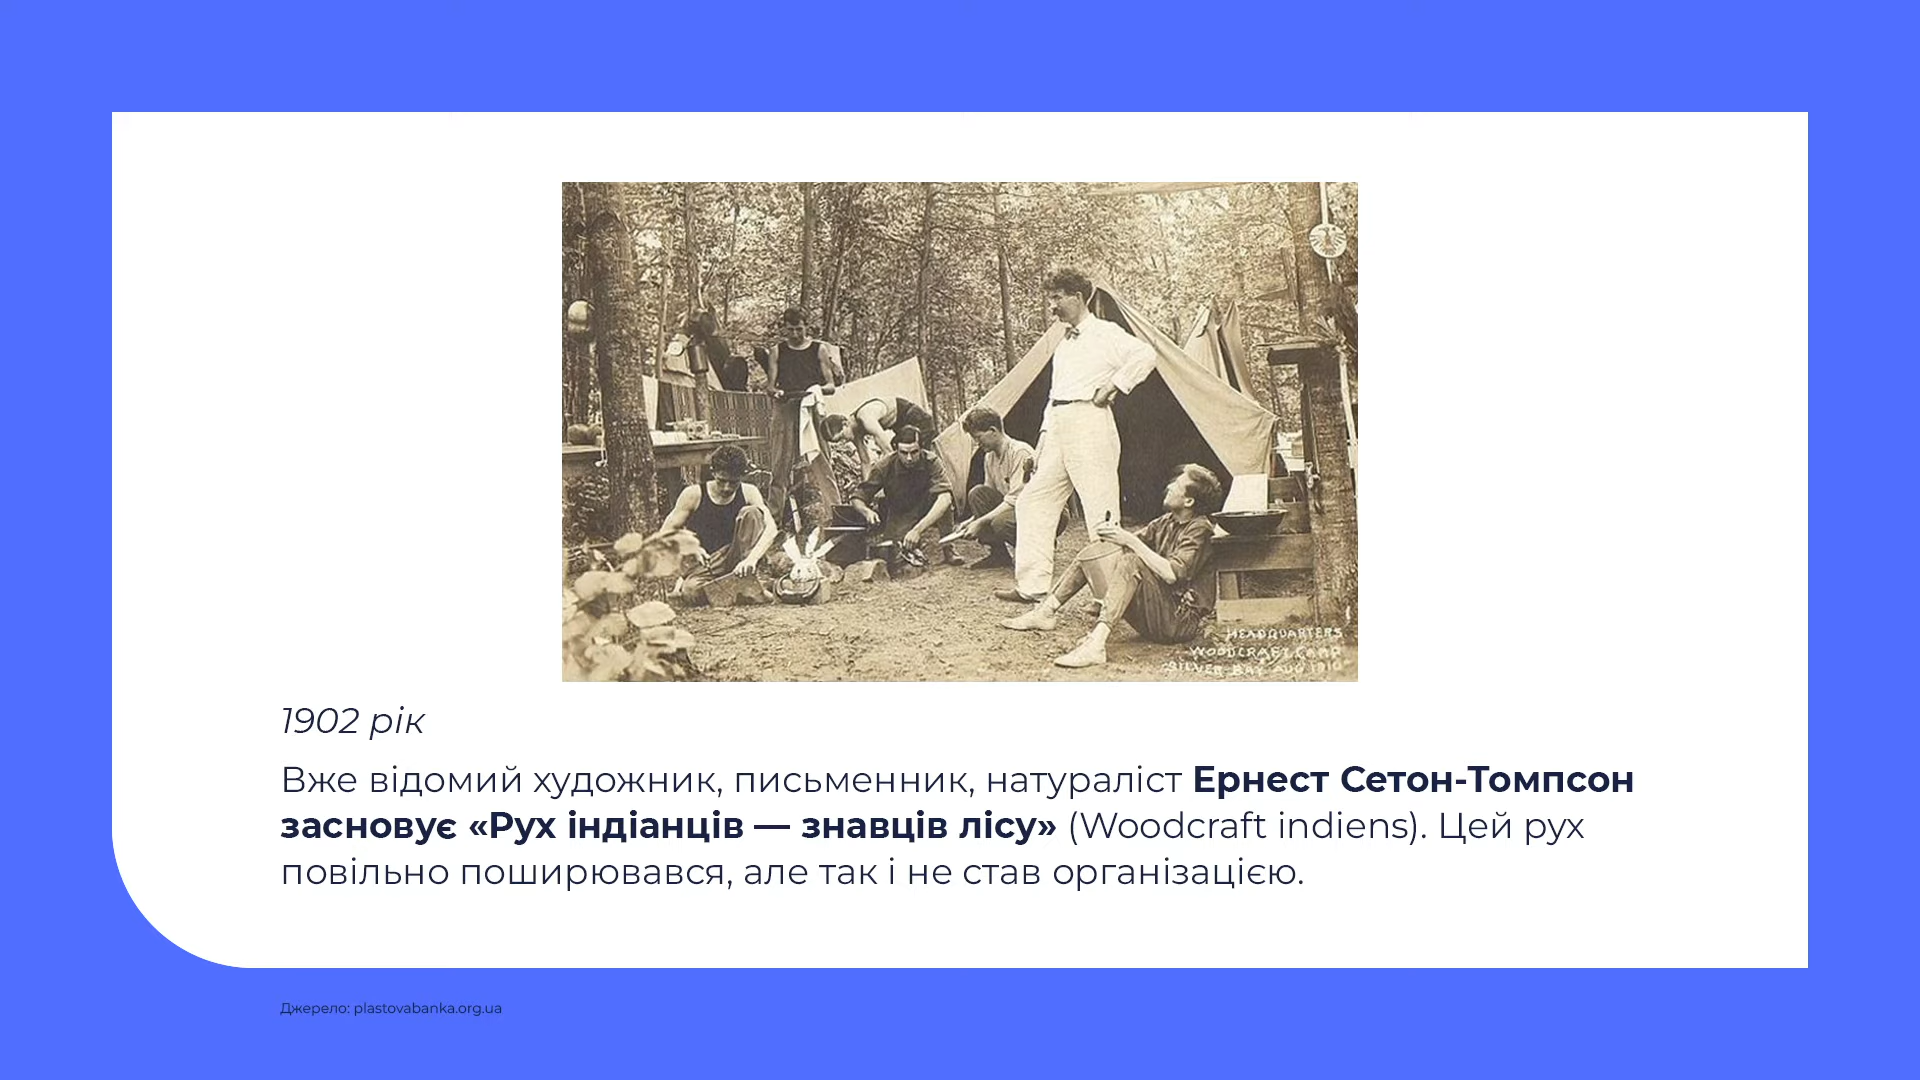 HEADQUARTERS
WOODCRAFT CAMP
SILVER BAY AUG 1910
1902 рік
Вже відомий художник, письменник, натураліст Ернест Сетон-Томпсон
засновує «Рух індіанців — знавців лісу» (Woodcraft indiens). Цей рух
повільно поширювався, але так і не став організацією.
Джерело: plastovabanka.org.ua